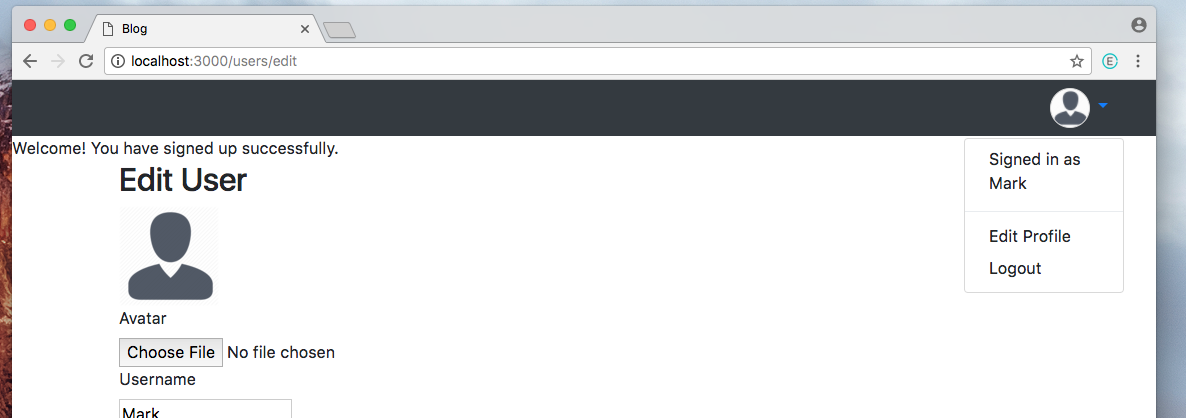 Blog
localhost:3000/users/edit
E
Welcome! You have signed up successfully.
Signed in as
Mark
Edit Profile
Logout
Edit User
Avatar
Choose File No file chosen
Username
Mark